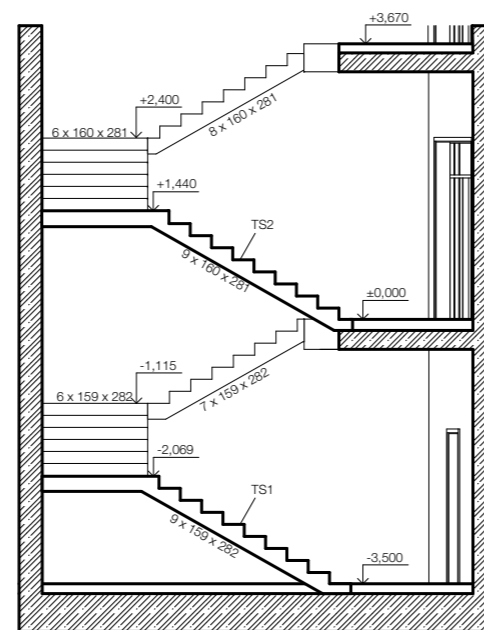 +3,670
+2,400
6 x 160 x 281
8 x 160 x 281
+1,440
TS2
9 x 160 x 281
±0,000
-1,115
6 x 159 x 282
7 x 159 x 282
-2,069
TS1
9 x 159 x 282
-3,500